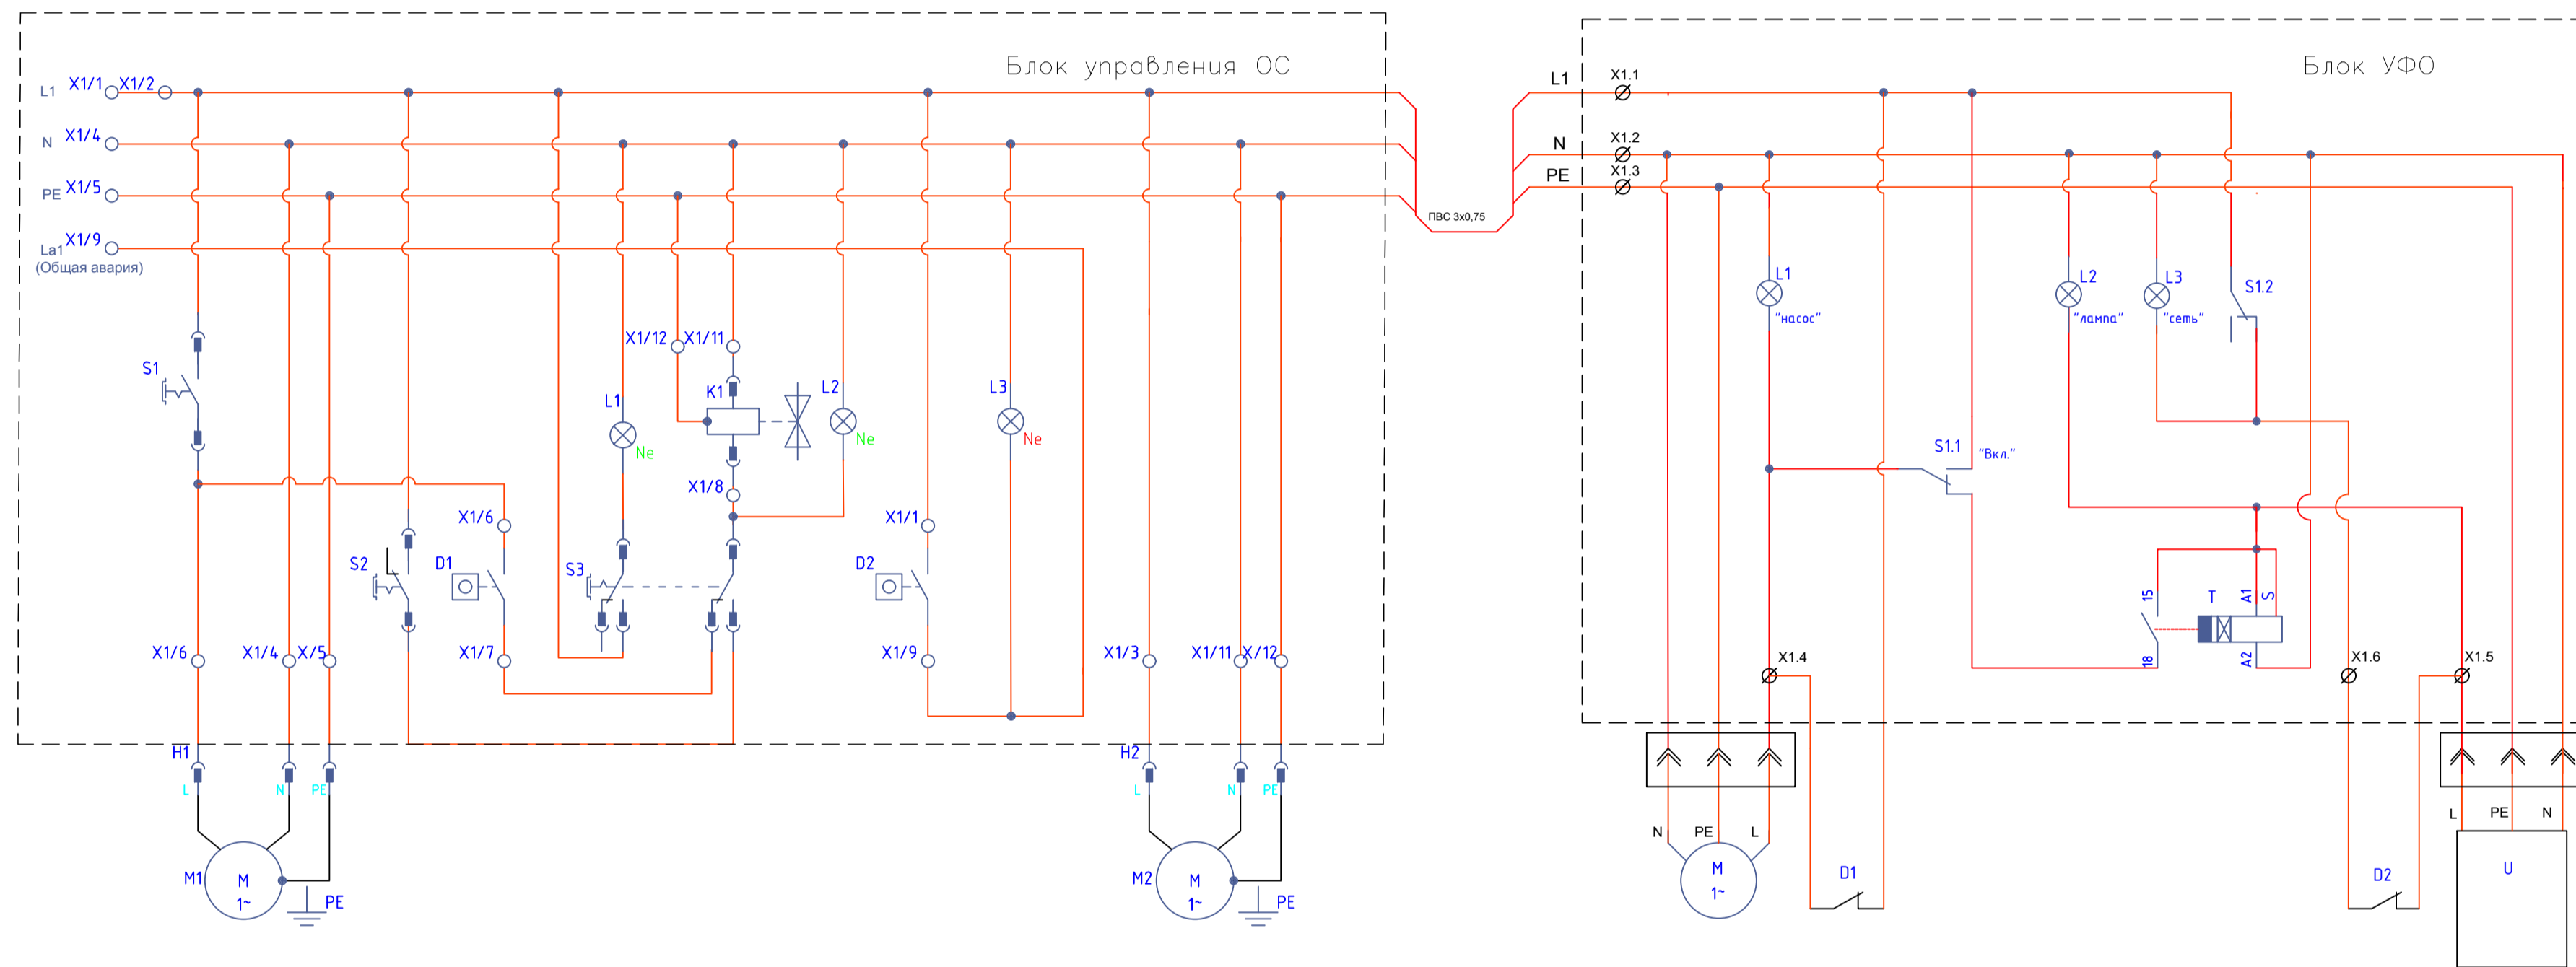 Блок управления ОС
Блок УФО
L1 X1/1 X1/2
N X1/4
PE X1/5
La1 X1/9
(Общая авария)
L1 X1.1
N X1.2
PE X1.3
ПВС 3х0,75
S1
X1/12 X1/11
K1
L1
Ne
L2
Ne
L3
Ne
X1/8
X1/6
X1/1
S2
D1
S3
D2
X1/6
X1/4
X/5
X1/7
X1/9
X1/3
X1/11
X/12
H1
L
N
PE
H2
L
N
PE
M1
M
1~
PE
M2
M
1~
PE
L1
"насос"
L2
"лампа"
L3
"сеть"
S1.2
S1.1
"Вкл."
15
T
A1
S
18
A2
X1.4
X1.6
X1.5
N
PE
L
M
1~
D1
D2
L
PE
N
U